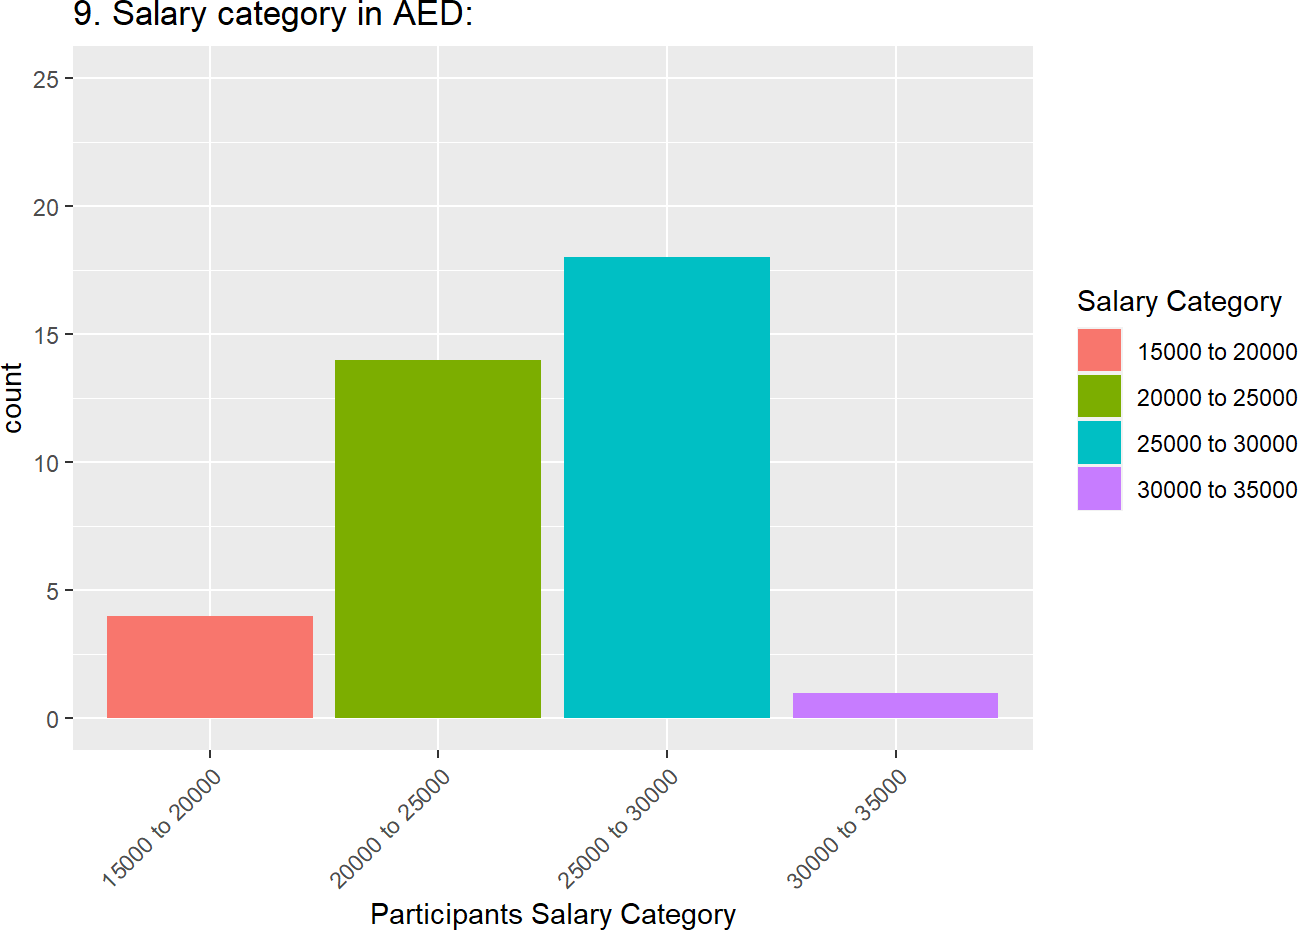 9. Salary category in AED:
25
20
15
10
5
0
count
15000 to 20000
20000 to 25000
25000 to 30000
30000 to 35000
Participants Salary Category
Salary Category
15000 to 20000
20000 to 25000
25000 to 30000
30000 to 35000